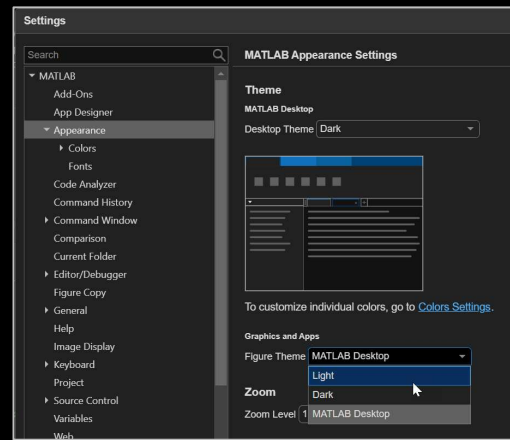 Settings
Search
MATLAB
Add-Ons
App Designer
Appearance
Colors
Fonts
Code Analyzer
Command History
Command Window
Comparison
Current Folder
Editor/Debugger
Figure Copy
General
Help
Image Display
Keyboard
Project
Source Control
Variables
Web
MATLAB Appearance Settings
Theme
MATLAB Desktop
Desktop Theme Dark
To customize individual colors, go to Colors Settings.
Graphics and Apps
Figure Theme MATLAB Desktop
Light
Dark
MATLAB Desktop
Zoom
Zoom Level 1